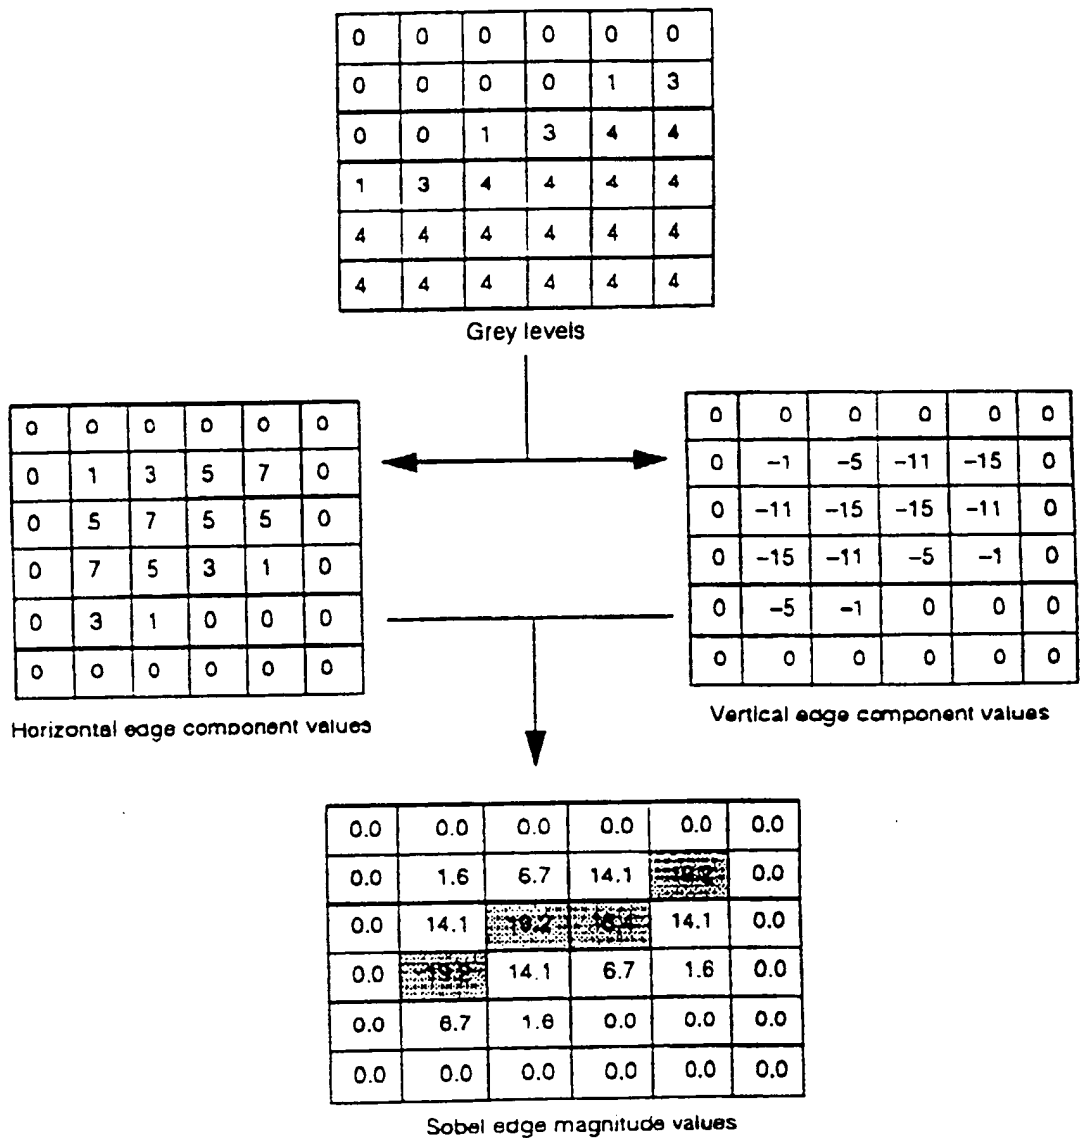 0 0 0 0 0 0
0 0 0 0 1 3
0 0 1 3 4 4
1 3 4 4 4 4
4 4 4 4 4 4
4 4 4 4 4 4
Grey levels
0 0 0 0 0 0
0 1 3 5 7 0
0 5 7 5 5 0
0 7 5 3 1 0
0 3 1 0 0 0
0 0 0 0 0 0
Horizontal edge component values
0 0 0 0 0 0
0 -1 -5 -11 -15 0
0 -11 -15 -15 -11 0
0 -15 -11 -5 -1 0
0 -5 -1 0 0 0
0 0 0 0 0 0
Vertical edge component values
0.0 0.0 0.0 0.0 0.0 0.0
0.0 1.6 6.7 14.1 0.0
0.0 14.1 14.1 0.0
0.0 14.1 6.7 1.6 0.0
0.0 6.7 1.6 0.0 0.0 0.0
0.0 0.0 0.0 0.0 0.0 0.0
Sobel edge magnitude values